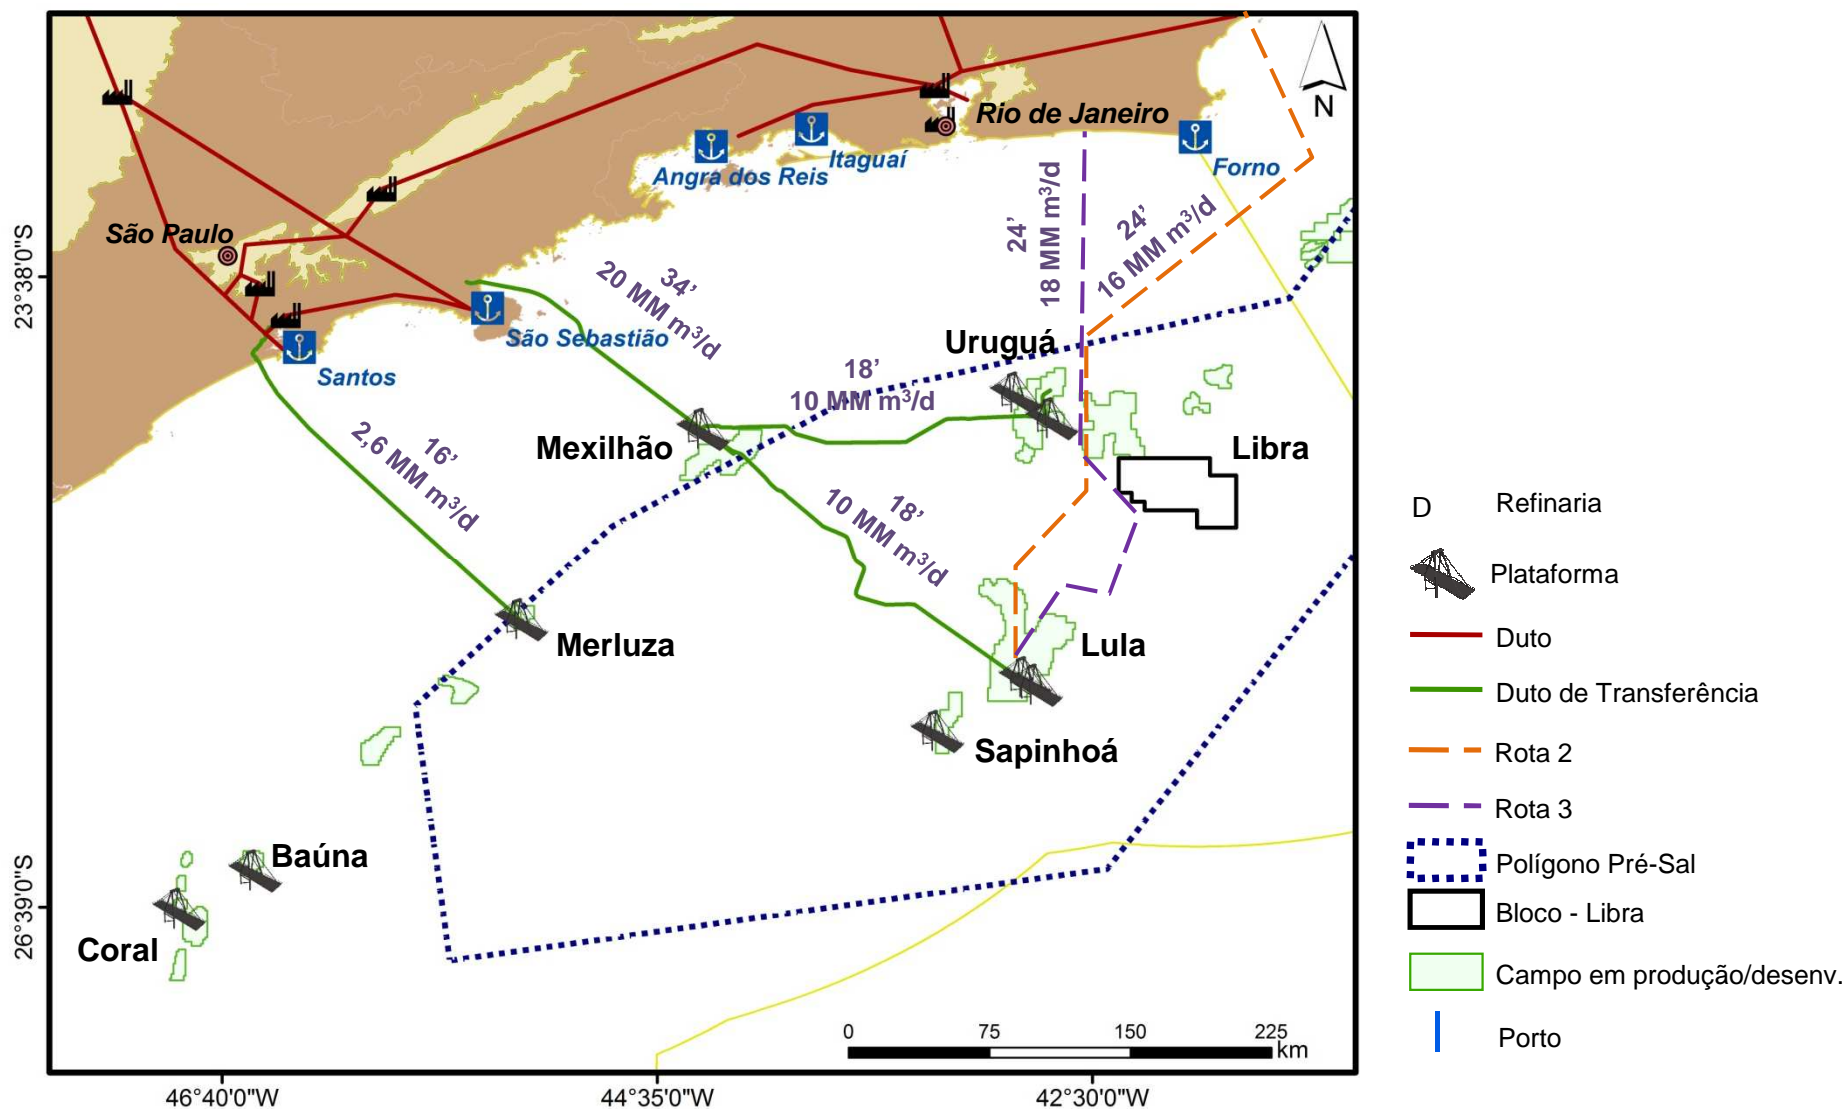 N
Rio de Janeiro
Itaguaí
Angra dos Reis
Forno
São Paulo
23°38'0"S
24’
18 MM m³/d
24’
16 MM m³/d
34’
20 MM m³/d
São Sebastião
Santos
Uruguá
18’
10 MM m³/d
Mexilhão
Libra
16’
2,6 MM m³/d
18’
10 MM m³/d
Merluza
Lula
Sapinhoá
Baúna
26°39'0"S
Coral
0 75 150 225
km
46°40'0"W 44°35'0"W 42°30'0"W
D Refinaria
Plataforma
Duto
Duto de Transferência
Rota 2
Rota 3
Polígono Pré-Sal
Bloco - Libra
Campo em produção/desenv.
Porto